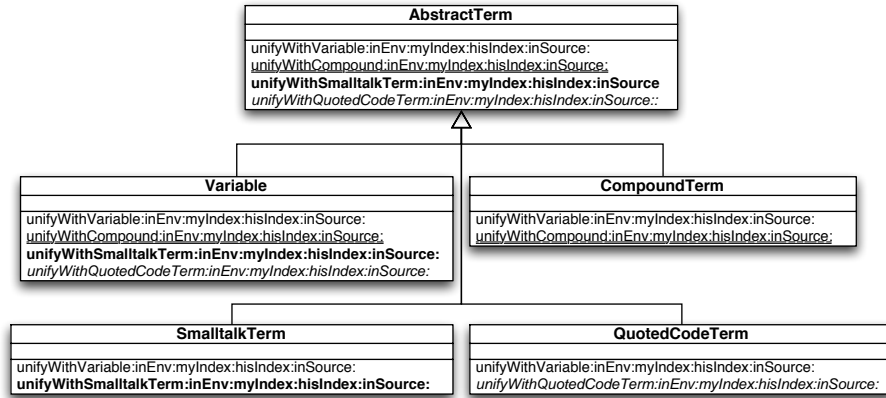 AbstractTerm
unifyWithVariable:inEnv:myIndex:hisIndex:inSource:
unifyWithCompound:inEnv:myIndex:hisIndex:inSource:
unifyWithSmalltalkTerm:inEnv:myIndex:hisIndex:inSource
unifyWithQuotedCodeTerm:inEnv:myIndex:hisIndex:inSource::
Variable
unifyWithVariable:inEnv:myIndex:hisIndex:inSource:
unifyWithCompound:inEnv:myIndex:hisIndex:inSource:
unifyWithSmalltalkTerm:inEnv:myIndex:hisIndex:inSource:
unifyWithQuotedCodeTerm:inEnv:myIndex:hisIndex:inSource:
CompoundTerm
unifyWithVariable:inEnv:myIndex:hisIndex:inSource:
unifyWithCompound:inEnv:myIndex:hisIndex:inSource:
SmalltalkTerm
unifyWithVariable:inEnv:myIndex:hisIndex:inSource:
unifyWithSmalltalkTerm:inEnv:myIndex:hisIndex:inSource:
QuotedCodeTerm
unifyWithVariable:inEnv:myIndex:hisIndex:inSource:
unifyWithQuotedCodeTerm:inEnv:myIndex:hisIndex:inSource: